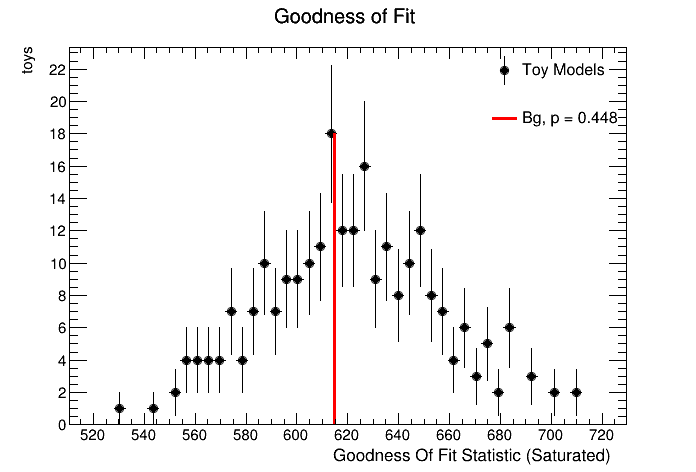 Goodness of Fit
toys
22
20
18
16
14
12
10
8
6
4
2
0
Toy Models
Bg, p = 0.448
520 540 560 580 600 620 640 660 680 700 720
Goodness Of Fit Statistic (Saturated)